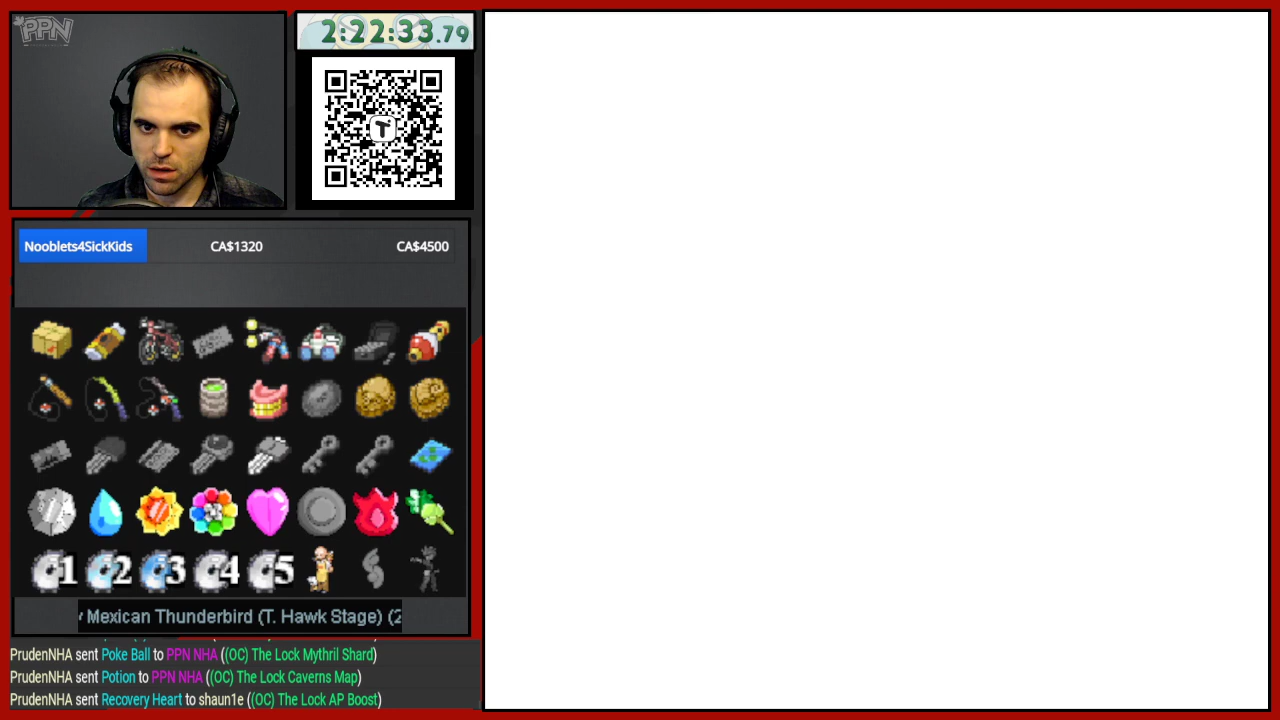 PPN
2:22:33.79
T
Nooblets4SickKids CA$1320 CA$4500
1 2 3 4 5
Mexican Thunderbird (T. Hawk Stage) (2
PrudenNHA sent Poke Ball to PPN NHA ((OC) The Lock Mythril Shard)
PrudenNHA sent Potion to PPN NHA ((OC) The Lock Caverns Map)
PrudenNHA sent Recovery Heart to shaun1e ((OC) The Lock AP Boost)